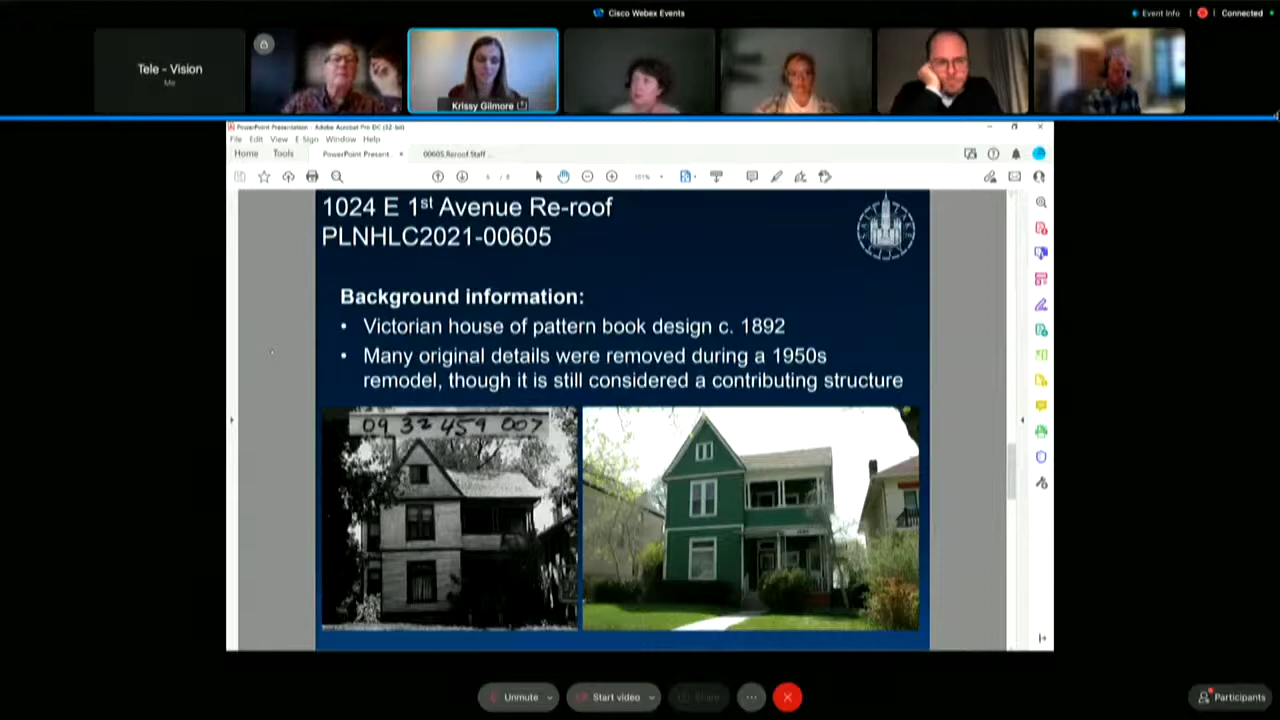 Cisco Webex Events
Event Info
Connected
Tele - Vision
Me
Krissy Gilmore
PowerPoint Presentation - Adobe Acrobat Pro DC (32-bit)
File Edit View E-Sign Window Help
Home Tools PowerPoint Present... × 00605 Reroof Staff ...
6 / 8
101%
1024 E 1st Avenue Re-roof
PLNHLC2021-00605
Background information:
• Victorian house of pattern book design c. 1892
• Many original details were removed during a 1950s
remodel, though it is still considered a contributing structure
09 32 459 007
Unmute
Start video
Share
Participants